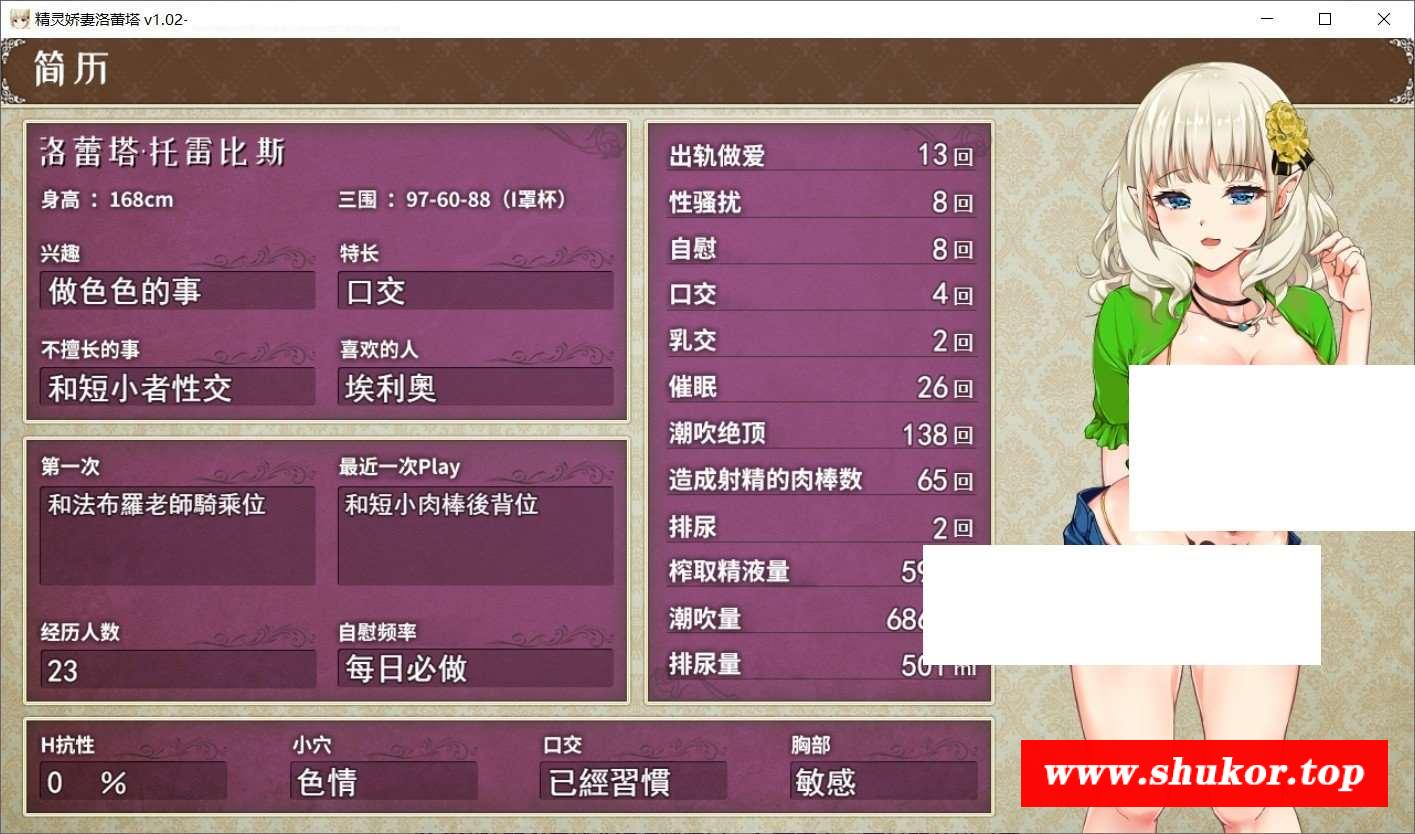 精灵娇妻洛蕾塔 v1.02-
简历
洛蕾塔·托雷比斯
身高 ： 168cm
三围 ： 97-60-88（I罩杯）
兴趣
特长
做色色的事
口交
不擅长的事
喜欢的人
和短小者性交
埃利奥
第一次
最近一次Play
和法布羅老師騎乘位
和短小肉棒後背位
经历人数
自慰频率
23
每日必做
出轨做爱 13回
性骚扰 8回
自慰 8回
口交 4回
乳交 2回
催眠 26回
潮吹绝顶 138回
造成射精的肉棒数 65回
排尿 2回
榨取精液量
潮吹量
排尿量 501 ml
H抗性
小穴
口交
胸部
0 %
色情
已經習慣
敏感
www.shukor.top